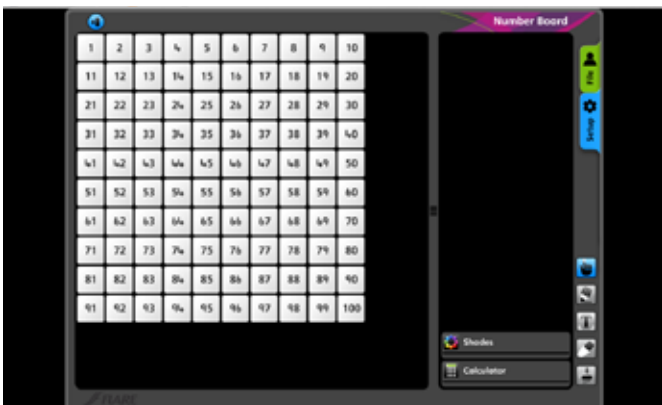 Number Board
File
Setup
1 2 3 4 5 6 7 8 9 10
11 12 13 14 15 16 17 18 19 20
21 22 23 24 25 26 27 28 29 30
31 32 33 34 35 36 37 38 39 40
41 42 43 44 45 46 47 48 49 50
51 52 53 54 55 56 57 58 59 60
61 62 63 64 65 66 67 68 69 70
71 72 73 74 75 76 77 78 79 80
81 82 83 84 85 86 87 88 89 90
91 92 93 94 95 96 97 98 99 100
Shades
Calculator